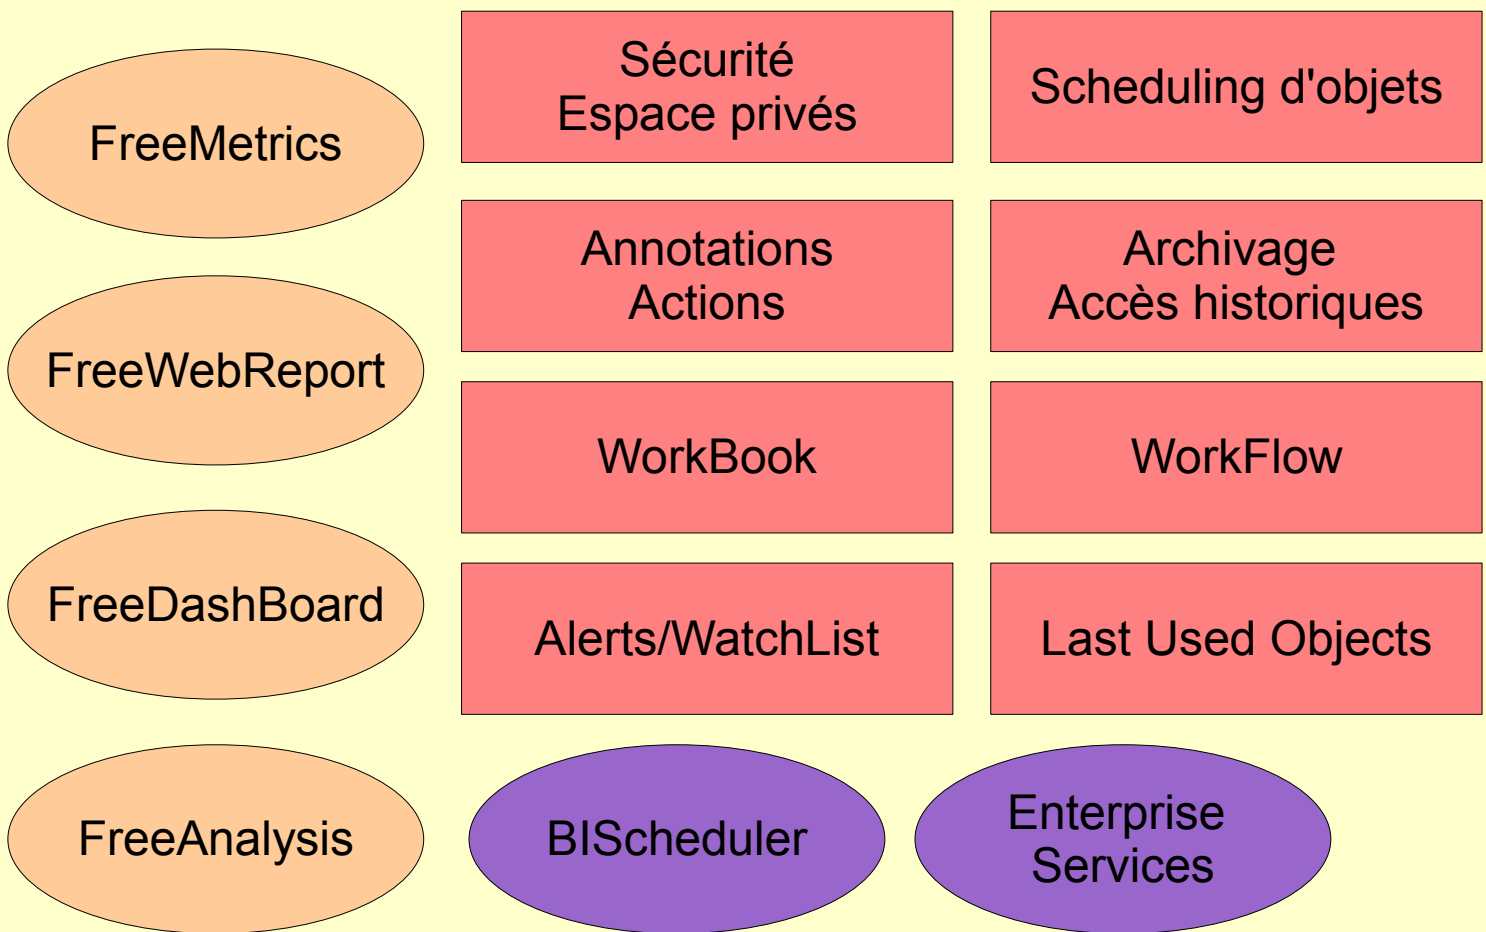 Sécurité
Espace privés
Scheduling d'objets
FreeMetrics
Annotations
Actions
Archivage
Accès historiques
FreeWebReport
WorkBook
WorkFlow
FreeDashBoard
Alerts/WatchList
Last Used Objects
FreeAnalysis
BIScheduler
Enterprise
Services